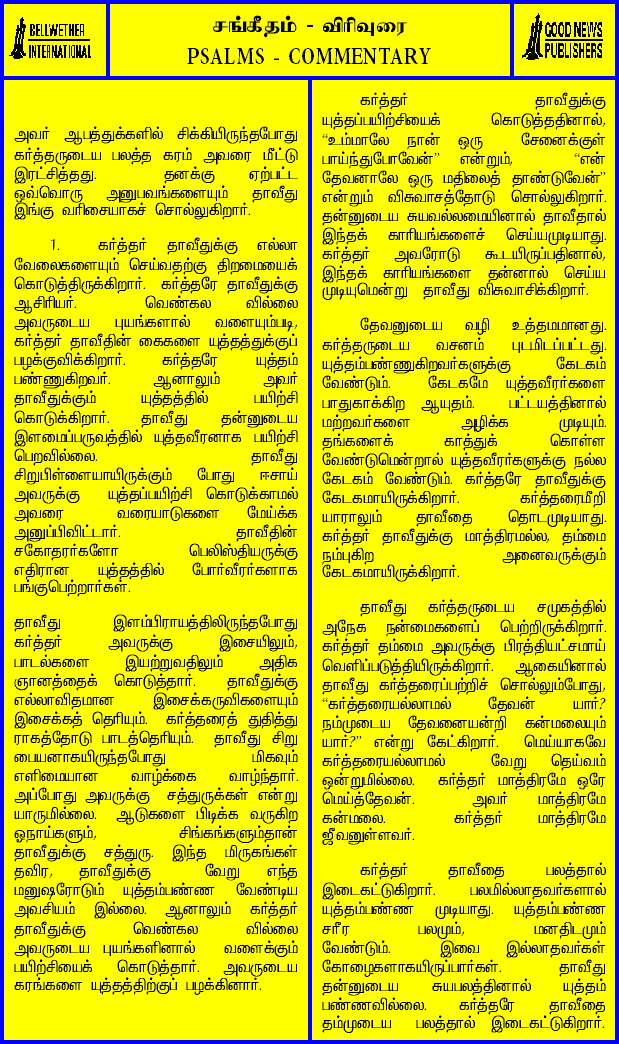 BELLWETHER
INTERNATIONAL
சங்கீதம் - விரிவுரை
PSALMS - COMMENTARY
GOOD NEWS
PUBLISHERS
அவர் ஆபத்துக்களில் சிக்கியிருந்தபோது
கர்த்தருடைய பலத்த கரம் அவரை மீட்டு
இரட்சித்தது. தனக்கு ஏற்பட்ட
ஒவ்வொரு அனுபவங்களையும் தாவீது
இங்கு வரிசையாகச் சொல்லுகிறார்.
1. கர்த்தர் தாவீதுக்கு எல்லா
வேலைகளையும் செய்வதற்கு திறமையைக்
கொடுத்திருக்கிறார். கர்த்தரே தாவீதுக்கு
ஆசிரியர். வெண்கல வில்லை
அவருடைய புயங்களால் வளையும்படி,
கர்த்தர் தாவீதின் கைகளை யுத்தத்துக்குப்
பழக்குவிக்கிறார். கர்த்தரே யுத்தம்
பண்ணுகிறவர். ஆனாலும் அவர்
தாவீதுக்கும் யுத்தத்தில் பயிற்சி
கொடுக்கிறார். தாவீது தன்னுடைய
இளமைப்பருவத்தில் யுத்தவீரனாக பயிற்சி
பெறவில்லை. தாவீது
சிறுபிள்ளையாயிருக்கும் போது ஈசாய்
அவருக்கு யுத்தப்பயிற்சி கொடுக்காமல்
அவரை வரையாடுகளை மேய்க்க
அனுப்பிவிட்டார். தாவீதின்
சகோதரர்களோ பெலிஸ்தியருக்கு
எதிரான யுத்தத்தில் போர்வீரர்களாக
பங்குபெற்றார்கள்.
தாவீது இளம்பிராயத்திலிருந்தபோது
கர்த்தர் அவருக்கு இசையிலும்,
பாடல்களை இயற்றுவதிலும் அதிக
ஞானத்தைக் கொடுத்தார். தாவீதுக்கு
எல்லாவிதமான இசைக்கருவிகளையும்
இசைக்கத் தெரியும். கர்த்தரைத் துதித்து
ராகத்தோடு பாடத்தெரியும். தாவீது சிறு
பையனாகயிருந்தபோது மிகவும்
எளிமையான வாழ்க்கை வாழ்ந்தார்.
அப்போது அவருக்கு சத்துருக்கள் என்று
யாருமில்லை. ஆடுகளை பிடிக்க வருகிற
ஓநாய்களும், சிங்கங்களும்தான்
தாவீதுக்கு சத்துரு. இந்த மிருகங்கள்
தவிர, தாவீதுக்கு வேறு எந்த
மனுஷரோடும் யுத்தம்பண்ண வேண்டிய
அவசியம் இல்லை. ஆனாலும் கர்த்தர்
தாவீதுக்கு வெண்கல வில்லை
அவருடைய புயங்களினால் வளைக்கும்
பயிற்சியைக் கொடுத்தார். அவருடைய
கரங்களை யுத்தத்திற்குப் பழக்கினார்.
கர்த்தர் தாவீதுக்கு
யுத்தப்பயிற்சியைக் கொடுத்ததினால்,
“உம்மாலே நான் ஒரு சேனைக்குள்
பாய்ந்துபோவேன்” என்றும், “என்
தேவனாலே ஒரு மதிலைத் தாண்டுவேன்”
என்றும் விசுவாசத்தோடு சொல்லுகிறார்.
தன்னுடைய சுயவல்லமையினால் தாவீதால்
இந்தக் காரியங்களைச் செய்யமுடியாது.
கர்த்தர் அவரோடு கூடயிருப்பதினால்,
இந்தக் காரியங்களை தன்னால் செய்ய
முடியுமென்று தாவீது விசுவாசிக்கிறார்.
தேவனுடைய வழி உத்தமமானது.
கர்த்தருடைய வசனம் புடமிடப்பட்டது.
யுத்தம்பண்ணுகிறவர்களுக்கு கேடகம்
வேண்டும். கேடகமே யுத்தவீரர்களை
பாதுகாக்கிற ஆயுதம். பட்டயத்தினால்
மற்றவர்களை அழிக்க முடியும்.
தங்களைக் காத்துக் கொள்ள
வேண்டுமென்றால் யுத்தவீரர்களுக்கு நல்ல
கேடகம் வேண்டும். கர்த்தரே தாவீதுக்கு
கேடகமாயிருக்கிறார். கர்த்தரைமீறி
யாராலும் தாவீதை தொடமுடியாது.
கர்த்தர் தாவீதுக்கு மாத்திரமல்ல, தம்மை
நம்புகிற அனைவருக்கும்
கேடகமாயிருக்கிறார்.
தாவீது கர்த்தருடைய சமுகத்தில்
அநேக நன்மைகளைப் பெற்றிருக்கிறார்.
கர்த்தர் தம்மை அவருக்கு பிரத்தியட்சமாய்
வெளிப்படுத்தியிருக்கிறார். ஆகையினால்
தாவீது கர்த்தரைப்பற்றிச் சொல்லும்போது,
“கர்த்தரையல்லாமல் தேவன் யார்?
நம்முடைய தேவனையன்றி கன்மலையும்
யார்?” என்று கேட்கிறார். மெய்யாகவே
கர்த்தரையல்லாமல் வேறு தெய்வம்
ஒன்றுமில்லை. கர்த்தர் மாத்திரமே ஒரே
மெய்த்தேவன். அவர் மாத்திரமே
கன்மலை. கர்த்தர் மாத்திரமே
ஜீவனுள்ளவர்.
கர்த்தர் தாவீதை பலத்தால்
இடைகட்டுகிறார். பலமில்லாதவர்களால்
யுத்தம்பண்ண முடியாது. யுத்தம்பண்ண
சரீர பலமும், மனதிடமும்
வேண்டும். இவை இல்லாதவர்கள்
கோழைகளாகயிருப்பார்கள். தாவீது
தன்னுடைய சுயபலத்தினால் யுத்தம்
பண்ணவில்லை. கர்த்தரே தாவீதை
தம்முடைய பலத்தால் இடைகட்டுகிறார்.